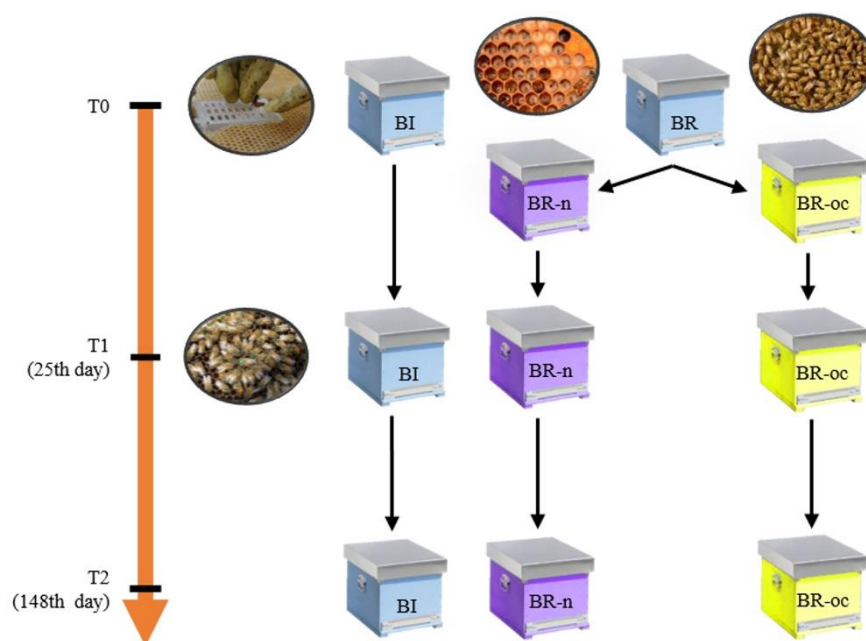 T0
BI
BR
BR-n
BR-oc
T1
(25th day)
BI
BR-n
BR-oc
T2
(148th day)
BI
BR-n
BR-oc